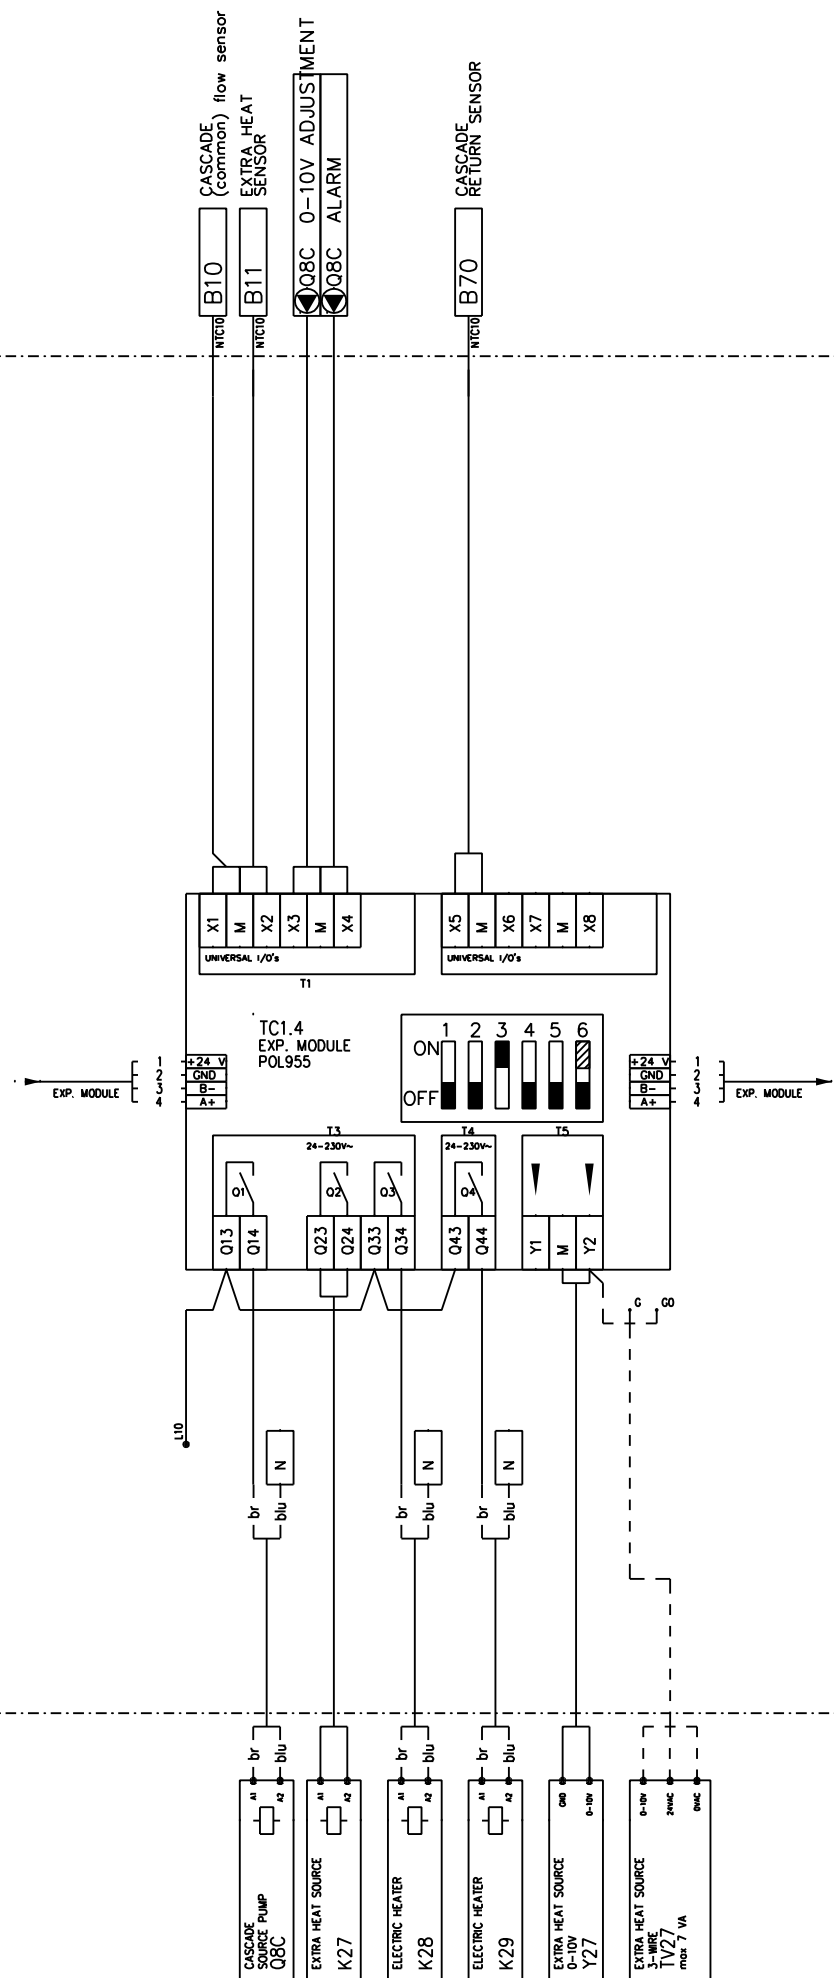 CASCADE
(common) flow sensor
EXTRA HEAT
SENSOR
Q8C 0-10V ADJUSTMENT
Q8C ALARM
CASCADE
RETURN SENSOR
B10
B11
B70
NTC10
NTC10
NTC10
X1
M
X2
X3
M
X4
X5
M
X6
X7
M
X8
UNIVERSAL I/O's
UNIVERSAL I/O's
T1
TC1.4
EXP. MODULE
POL955
1 2 3 4 5 6
ON
OFF
1
2
3
4
+24 V
GND
B-
A+
EXP. MODULE
+24 V
GND
B-
A+
1
2
3
4
EXP. MODULE
T3
24-230V~
T4
24-230V~
T5
Q1
Q2
Q3
Q4
Q13
Q14
Q23
Q24
Q33
Q34
Q43
Q44
Y1
M
Y2
G
G0
L10
N
N
N
br
blu
br
blu
br
blu
br
blu
br
blu
br
blu
A1
A2
A1
A2
A1
A2
A1
A2
GND
0-10V
0-10V
24VAC
0VAC
CASCADE
SOURCE PUMP
Q8C
EXTRA HEAT SOURCE
K27
ELECTRIC HEATER
K28
ELECTRIC HEATER
K29
EXTRA HEAT SOURCE
0-10V
Y27
EXTRA HEAT SOURCE
3-WIRE
TV27
max 7 VA